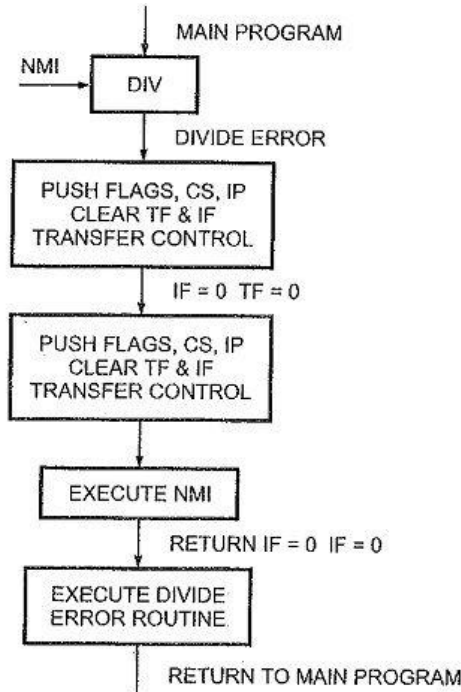 MAIN PROGRAM
NMI
DIV
DIVIDE ERROR
PUSH FLAGS, CS, IP
CLEAR TF & IF
TRANSFER CONTROL
IF = 0 TF = 0
PUSH FLAGS, CS, IP
CLEAR TF & IF
TRANSFER CONTROL
EXECUTE NMI
RETURN IF = 0 IF = 0
EXECUTE DIVIDE
ERROR ROUTINE
RETURN TO MAIN PROGRAM